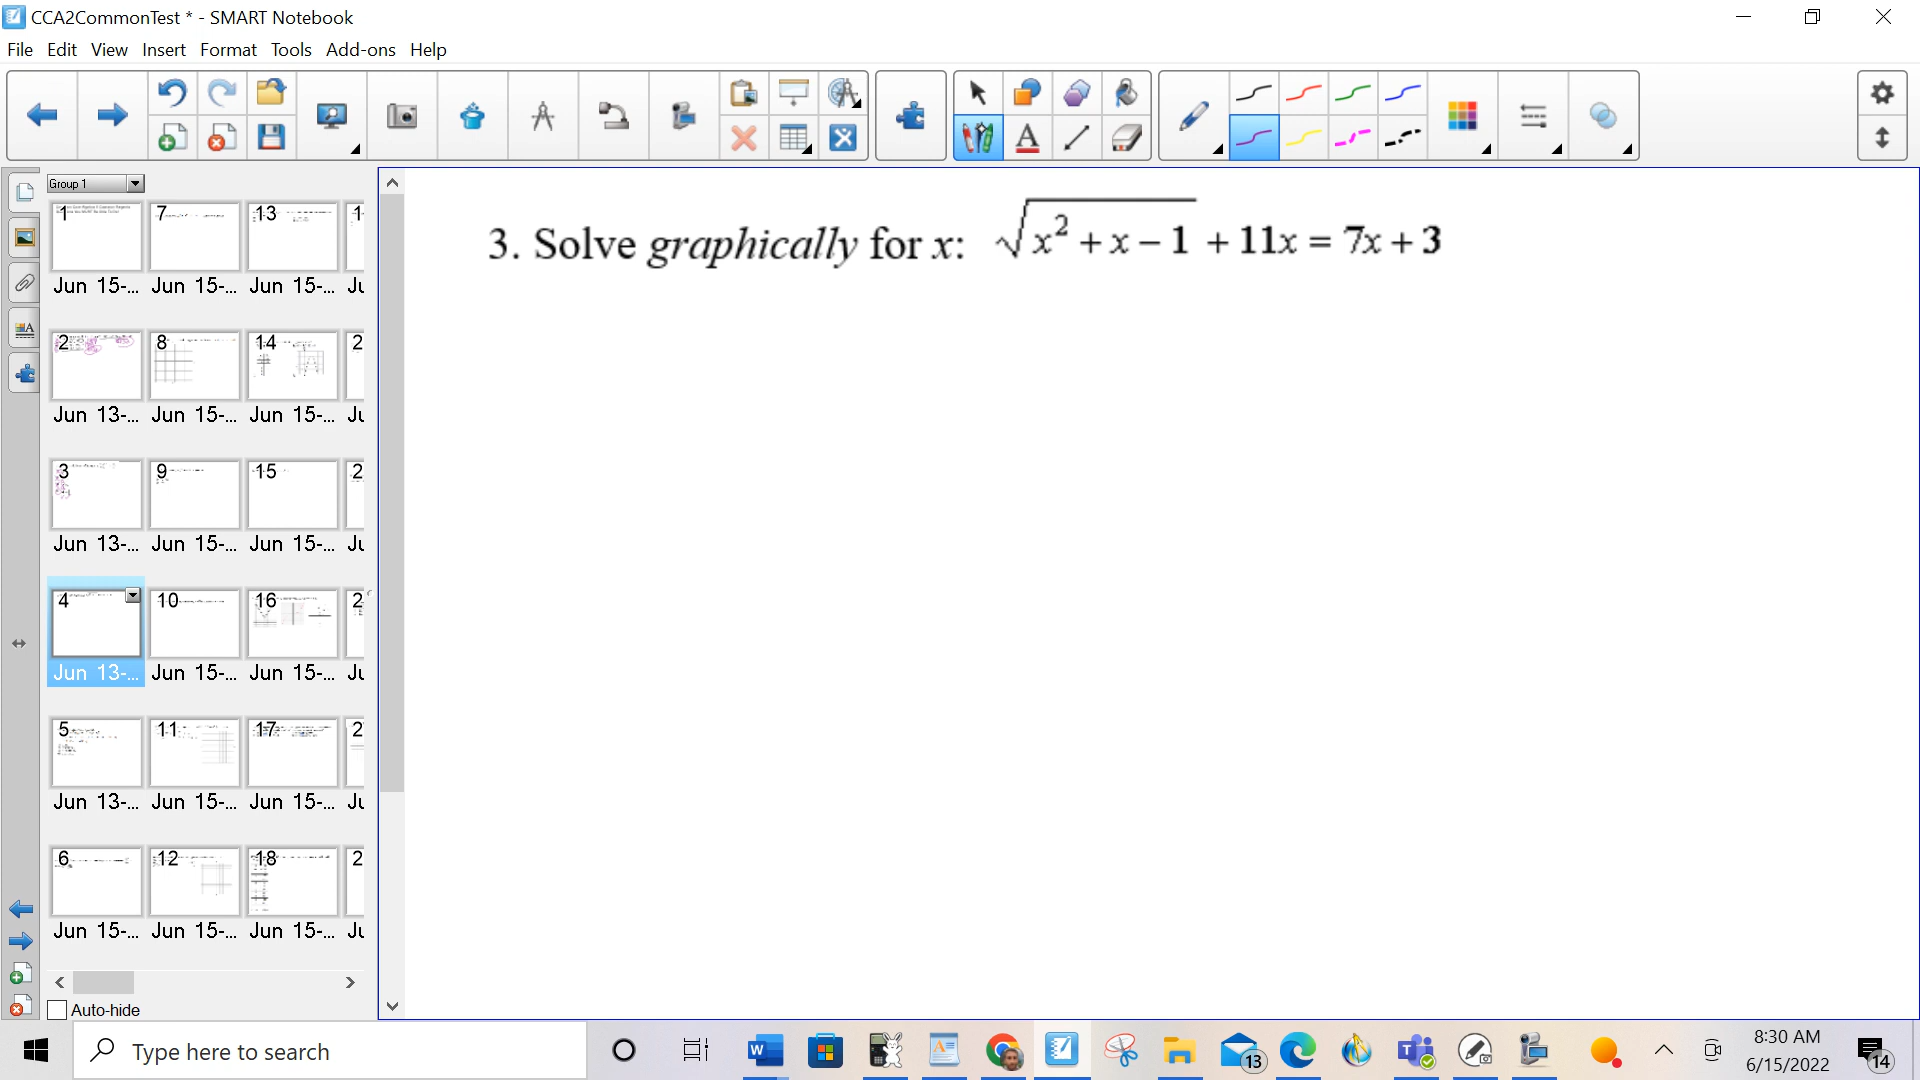 CCA2CommonTest * - SMART Notebook
File Edit View Insert Format Tools Add-ons Help
Group 1
3. Solve graphically for x: √(x² + x − 1) + 11x = 7x + 3
1 7 13
Jun 15-... Jun 15-... Jun 15-...
2 8 14
Jun 13-... Jun 15-... Jun 15-...
3 9 15
Jun 13-... Jun 15-... Jun 15-...
4 10 16
Jun 13-... Jun 15-... Jun 15-...
5 11 17
Jun 13-... Jun 15-... Jun 15-...
6 12 18
Jun 15-... Jun 15-... Jun 15-...
Auto-hide
Type here to search
13
8:30 AM
6/15/2022
14